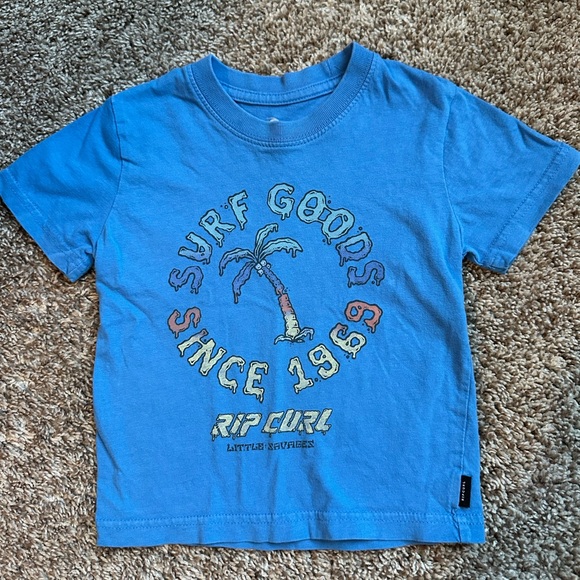 SURF GOODS
SINCE 1969
RIP CURL
LITTLE SAVAGES